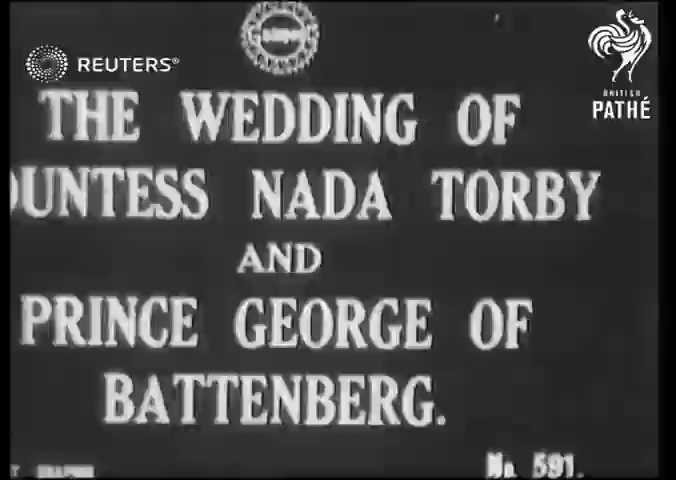 REUTERS®
BRITISH
PATHÉ
THE WEDDING OF
OUNTESS NADA TORBY
AND
PRINCE GEORGE OF
BATTENBERG.
No. 591.